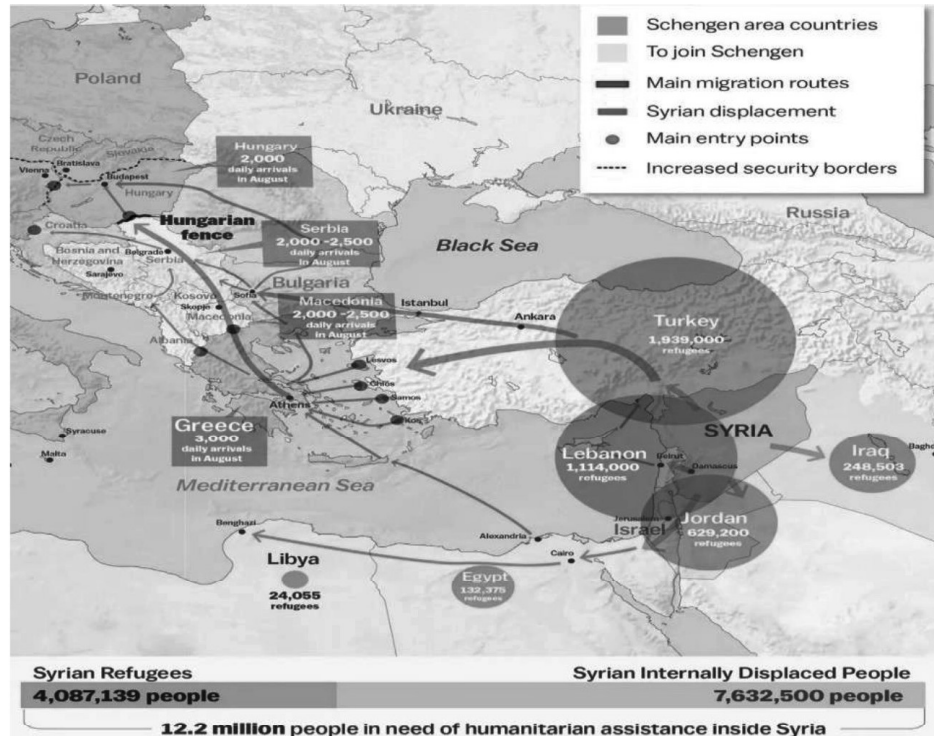 Schengen area countries
To join Schengen
Main migration routes
Syrian displacement
Main entry points
Increased security borders
Poland
Ukraine
Russia
Czech
Republic
Slovakia
Vienna
Bratislava
Budapest
Hungary
Hungary
2,000
daily arrivals
in August
Hungarian
fence
Croatia
Bosnia and
Herzegovina
Sarajevo
Belgrade
Serbia
Serbia
2,000 -2,500
daily arrivals
in August
Black Sea
Montenegro
Kosovo
Skopje
Sofia
Bulgaria
Macedonia
Macedonia
2,000 -2,500
daily arrivals
in August
Istanbul
Ankara
Turkey
1,939,000
refugees
Albania
Lesvos
Chios
Samos
Kos
Athens
Greece
3,000
daily arrivals
in August
Syracuse
Malta
Mediterranean Sea
SYRIA
Lebanon
1,114,000
refugees
Beirut
Damascus
Iraq
248,503
refugees
Baghd
Jerusalem
Israel
Jordan
629,200
refugees
Benghazi
Alexandria
Cairo
Libya
24,055
refugees
Egypt
132,375
refugees
Syrian Refugees
Syrian Internally Displaced People
4,087,139 people
7,632,500 people
12.2 million people in need of humanitarian assistance inside Syria